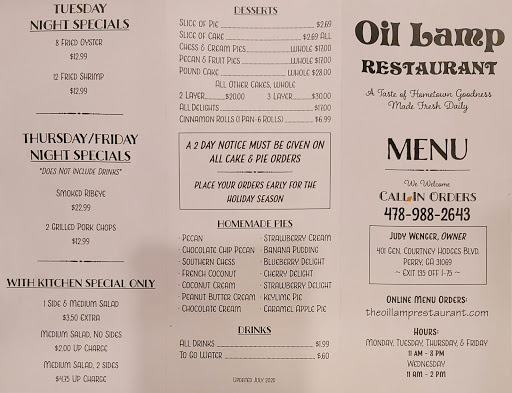 TUESDAY
NIGHT SPECIALS
8 FRIED OYSTER
$12.99
12 FRIED SHRIMP
$12.99
THURSDAY/FRIDAY
NIGHT SPECIALS
*DOES NOT INCLUDE DRINKS*
SMOKED RIBEYE
$22.99
2 GRILLED PORK CHOPS
$12.99
WITH KITCHEN SPECIAL ONLY
1 SIDE & MEDIUM SALAD
$3.50 EXTRA
MEDIUM SALAD, NO SIDES
$2.00 UP CHARGE
MEDIUM SALAD, 2 SIDES
$4.75 UP CHARGE
DESSERTS
SLICE OF PIE $2.69
SLICE OF CAKE $2.69 ALL
CHESS & CREAM PIES WHOLE $17.00
PECAN & FRUIT PIES WHOLE $17.00
POUND CAKE WHOLE $28.00
ALL OTHER CAKES, WHOLE
2 LAYER $20.00 3 LAYER $30.00
ALL DELIGHTS $17.00
CINNAMON ROLLS (1 PAN- 6 ROLLS) $6.99
A 2 DAY NOTICE MUST BE GIVEN ON
ALL CAKE & PIE ORDERS
PLACE YOUR ORDERS EARLY FOR THE
HOLIDAY SEASON
HOMEMADE PIES
· PECAN · STRAWBERRY CREAM
· CHOCOLATE CHIP PECAN · BANANA PUDDING
· SOUTHERN CHESS · BLUEBERRY DELIGHT
· FRENCH COCONUT · CHERRY DELIGHT
· COCONUT CREAM · STRAWBERRY DELIGHT
· PEANUT BUTTER CREAM · KEYLIME PIE
· CHOCOLATE CREAM · CARAMEL APPLE PIE
DRINKS
ALL DRINKS $1.99
TO GO WATER $.60
UPDATED JULY 2020
Oil Lamp
RESTAURANT
A Taste of Hometown Goodness
Made Fresh Daily
MENU
We Welcome
CALL IN ORDERS
478-988-2643
JUDY WENGER, OWNER
401 GEN. COURTNEY HODGES BLVD.
PERRY, GA 31069
~ EXIT 135 OFF I-75 ~
ONLINE MENU ORDERS:
theoillamprestaurant.com
HOURS:
MONDAY, TUESDAY, THURSDAY, & FRIDAY
11 AM - 8 PM
WEDNESDAY
11 AM - 2 PM